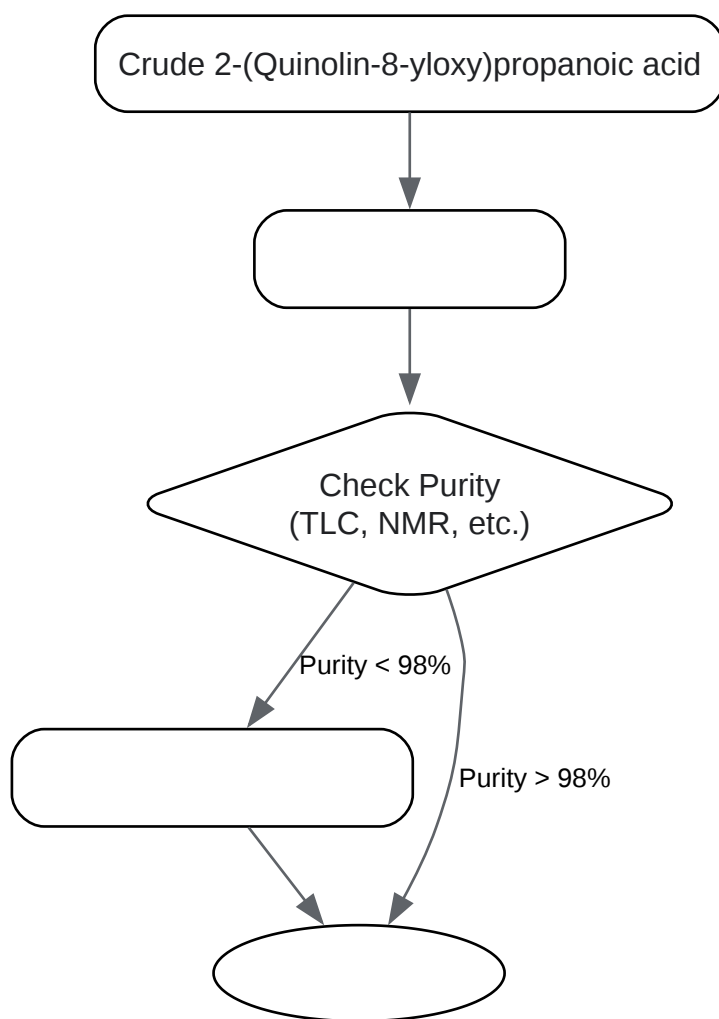 Crude 2-(Quinolin-8-yloxy)propanoic acid
Check Purity
(TLC, NMR, etc.)
Purity < 98%
Purity > 98%